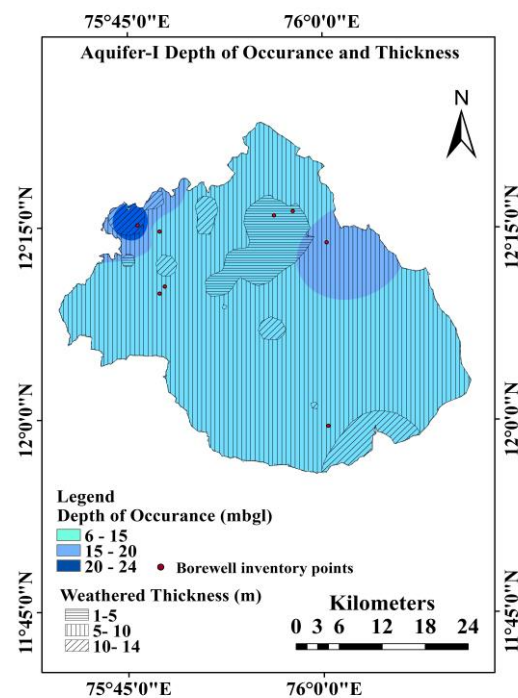 75°45'0"E 76°0'0"E
Aquifer-I Depth of Occurance and Thickness
N
12°15'0"N 12°15'0"N
12°0'0"N 12°0'0"N
11°45'0"N 11°45'0"N
Legend
Depth of Occurance (mbgl)
6 - 15
15 - 20
20 - 24
Borewell inventory points
Weathered Thickness (m)
1-5
5- 10
10- 14
Kilometers
0 3 6 12 18 24
75°45'0"E 76°0'0"E